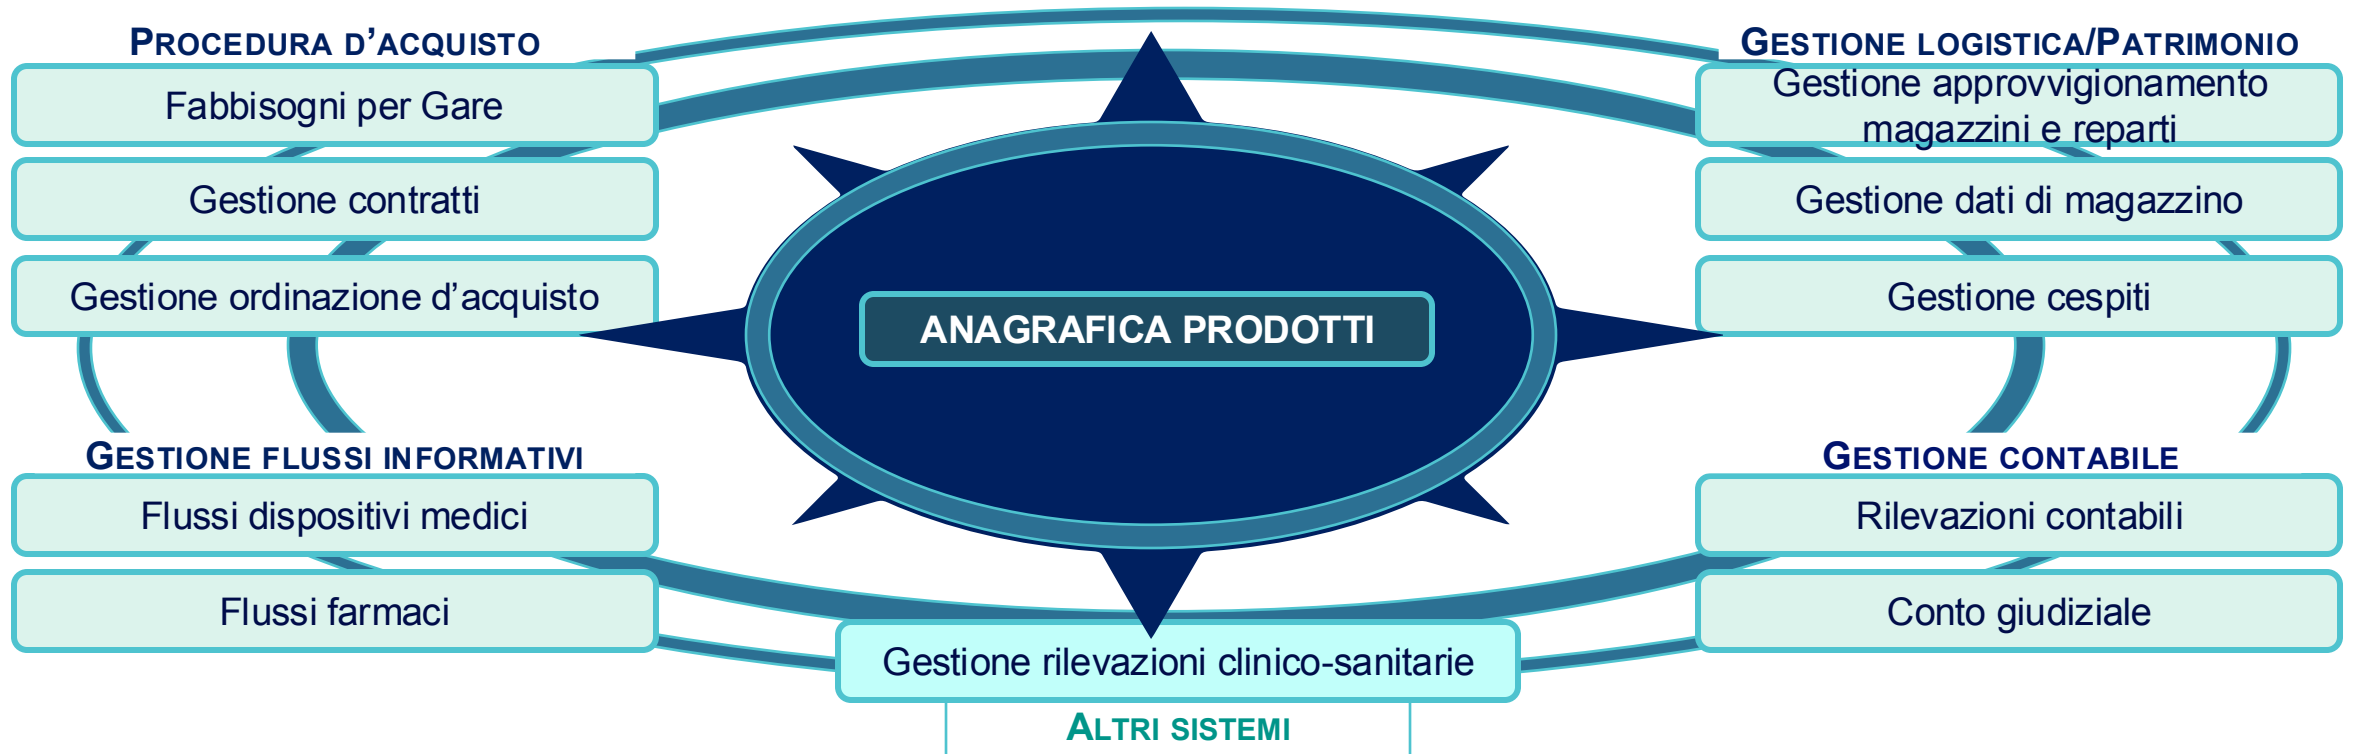 PROCEDURA D’ACQUISTO
Fabbisogni per Gare
Gestione contratti
Gestione ordinazione d’acquisto
GESTIONE LOGISTICA/PATRIMONIO
Gestione approvvigionamento
magazzini e reparti
Gestione dati di magazzino
Gestione cespiti
ANAGRAFICA PRODOTTI
GESTIONE FLUSSI INFORMATIVI
Flussi dispositivi medici
Flussi farmaci
GESTIONE CONTABILE
Rilevazioni contabili
Conto giudiziale
Gestione rilevazioni clinico-sanitarie
ALTRI SISTEMI